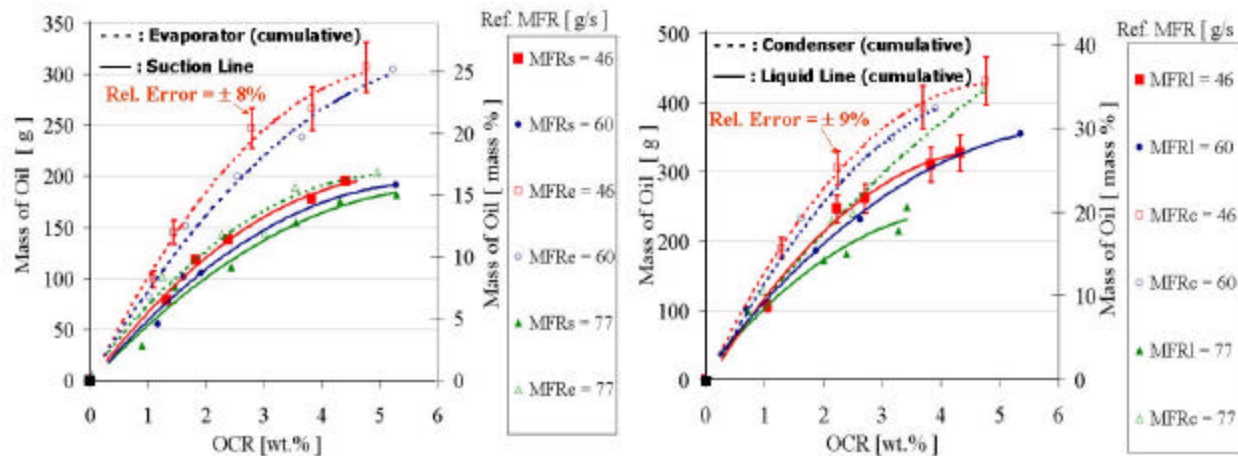 350
300
250
200
150
100
50
0
Mass of Oil [ g]
- - - - : Evaporator (cumulative)
—— : Suction Line
Rel. Error = ± 8%
25
20
15
10
5
0
Mass of Oil [ mass %]
0 1 2 3 4 5 6
OCR [wt.% ]
Ref. MFR [ g/s ]
MFRs = 46
MFRs = 60
MFRe = 46
MFRe = 60
MFRs = 77
MFRe = 77
500
400
300
200
100
0
Mass of Oil [ g]
- - - - : Condenser (cumulative)
—— : Liquid Line (cumulative)
Rel. Error = ± 9%
40
30
20
10
0
Mass of Oil [ mass %]
0 1 2 3 4 5 6
OCR [wt.%]
Ref. MFR [ g/s
MFRl = 46
MFRl = 60
MFRc = 46
MFRc = 60
MFRl = 77
MFRc = 77